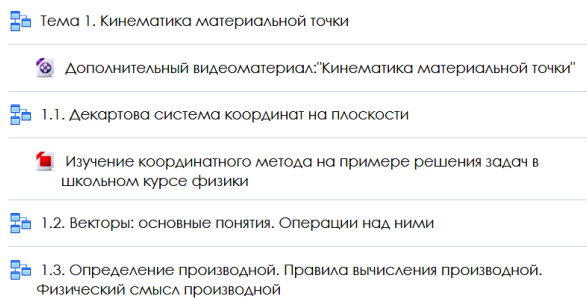 Тема 1. Кинематика материальной точки
Дополнительный видеоматериал:"Кинематика материальной точки"
1.1. Декартова система координат на плоскости
Изучение координатного метода на примере решения задач в
школьном курсе физики
1.2. Векторы: основные понятия. Операции над ними
1.3. Определение производной. Правила вычисления производной.
Физический смысл производной